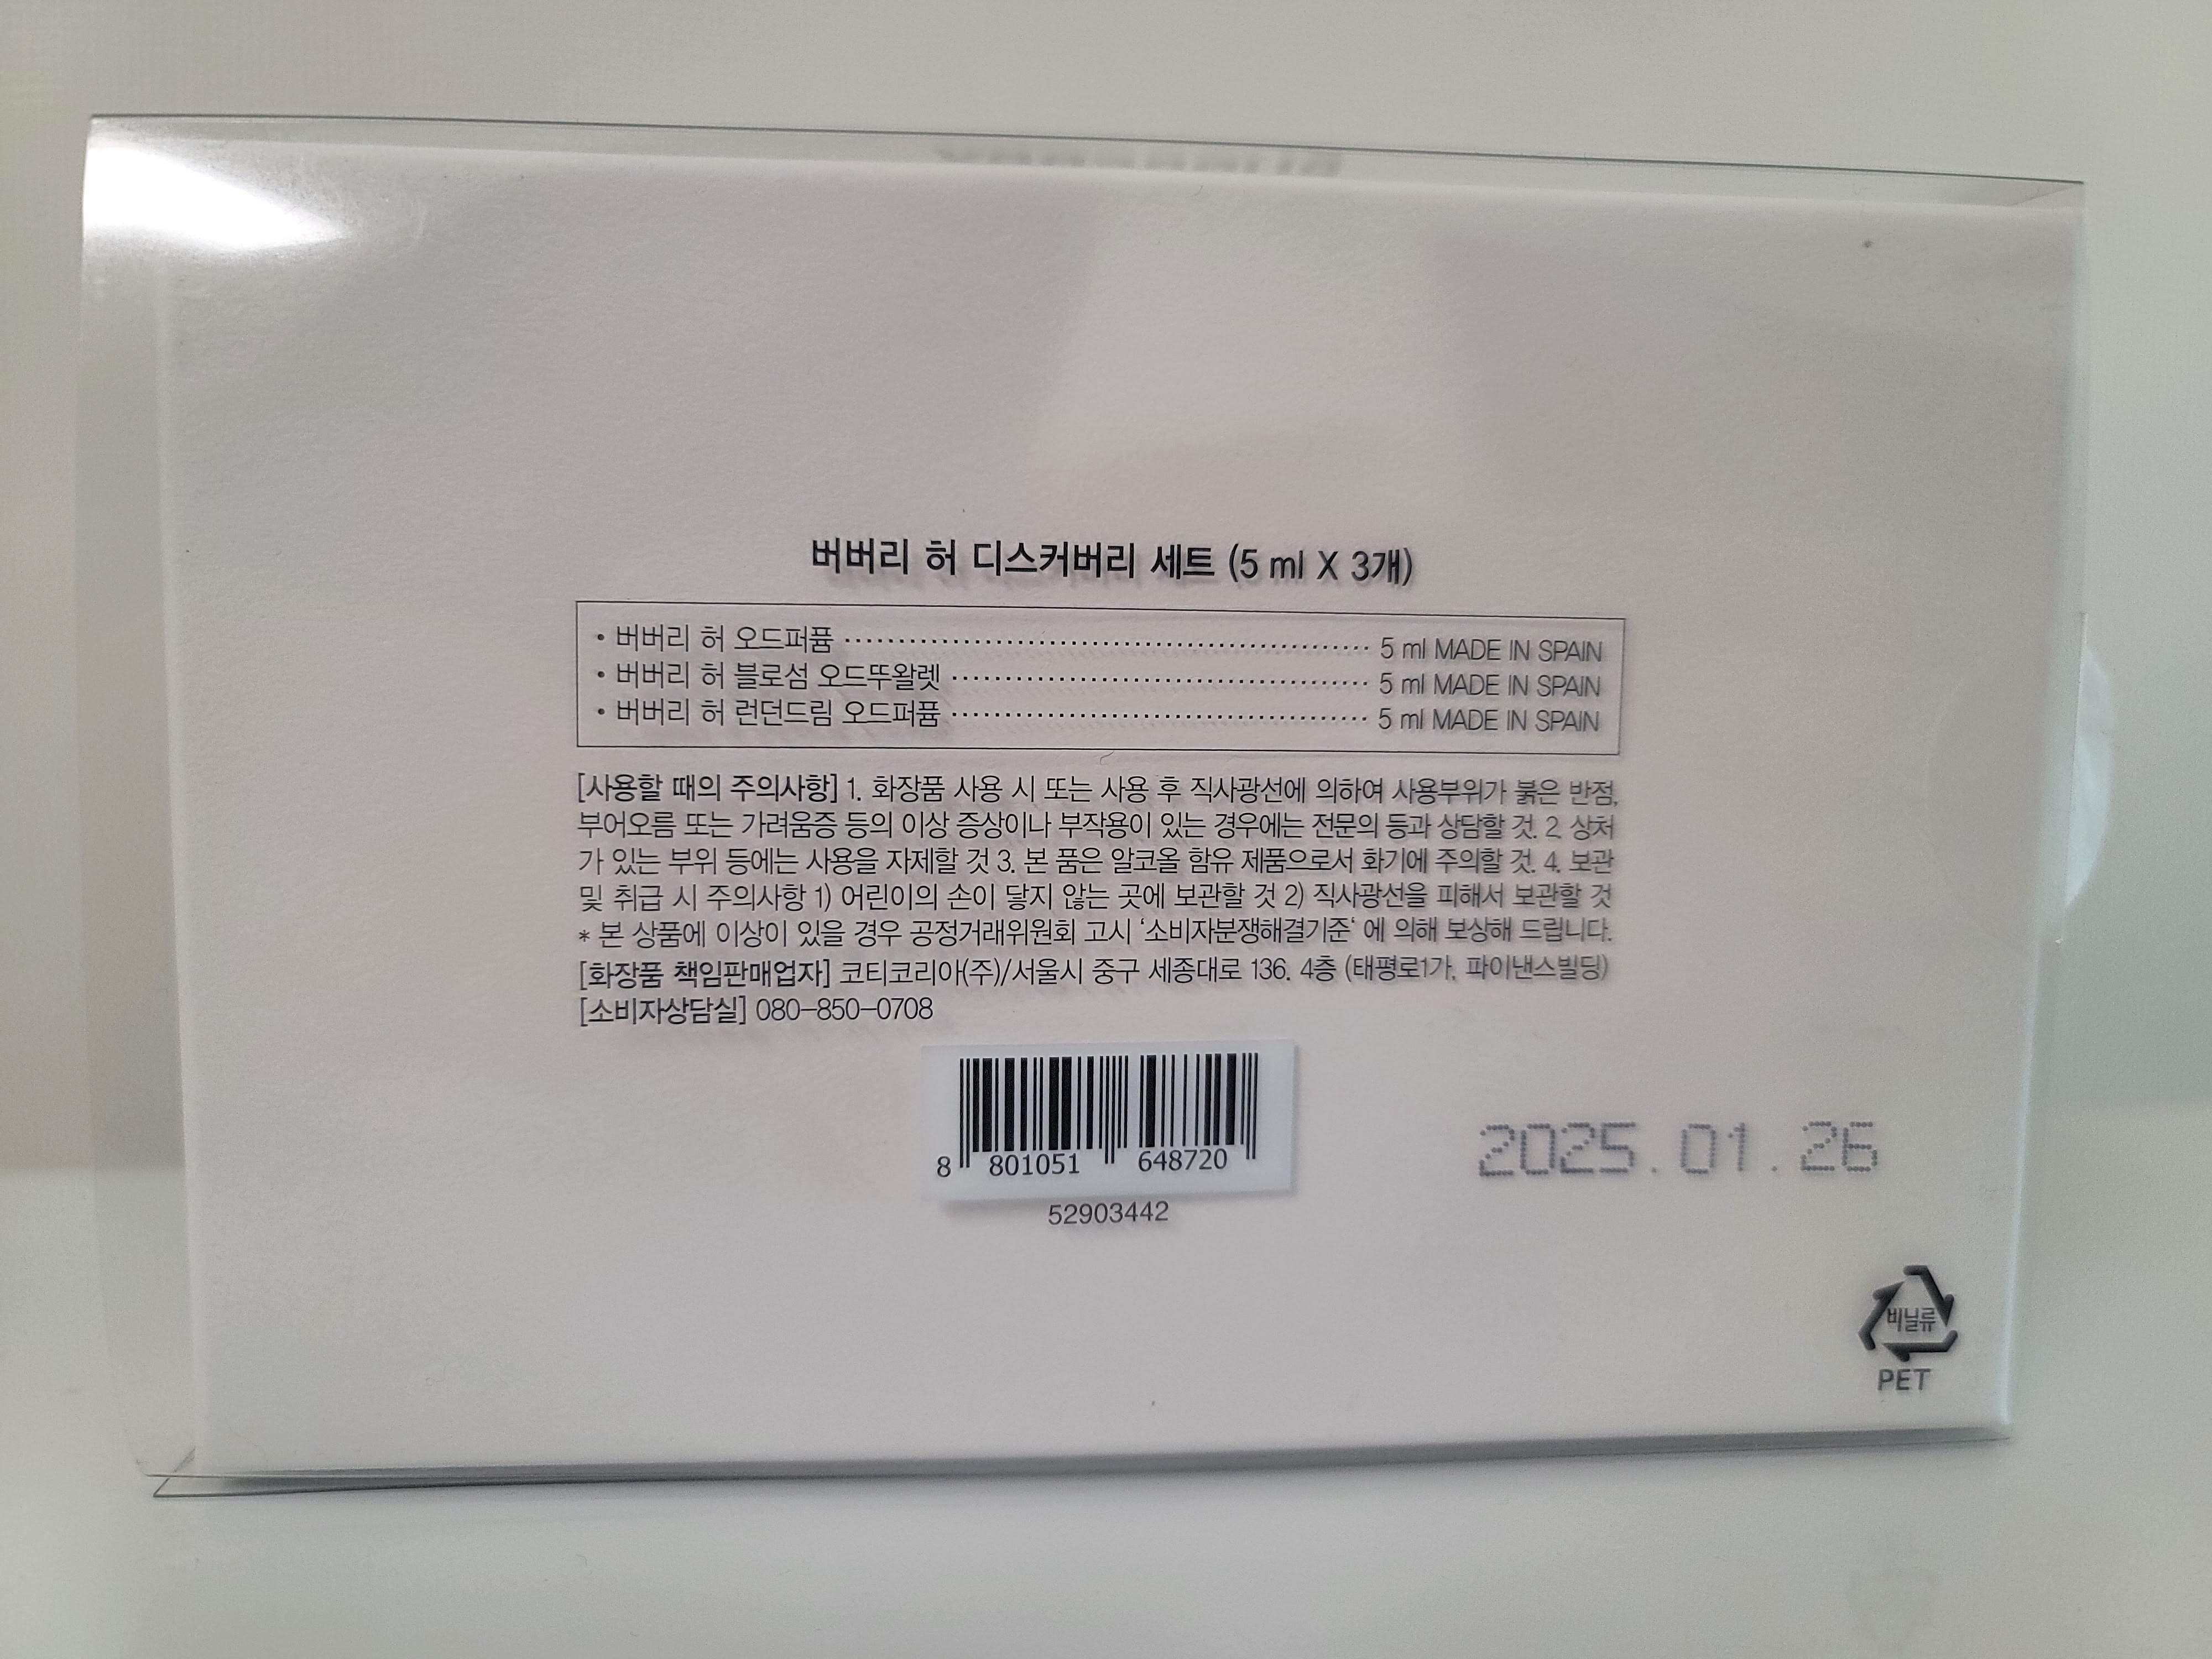 버버리 허 디스커버리 세트 (5 ml X 3개)
• 버버리 허 오드퍼퓸 ······················· 5 ml MADE IN SPAIN
• 버버리 허 블로섬 오드뚜왈렛 ······················· 5 ml MADE IN SPAIN
• 버버리 허 런던드림 오드퍼퓸 ······················· 5 ml MADE IN SPAIN
[사용할 때의 주의사항] 1. 화장품 사용 시 또는 사용 후 직사광선에 의하여 사용부위가 붉은 반점,
부어오름 또는 가려움증 등의 이상 증상이나 부작용이 있는 경우에는 전문의 등과 상담할 것. 2. 상처
가 있는 부위 등에는 사용을 자제할 것 3. 본 품은 알코올 함유 제품으로서 화기에 주의할 것. 4. 보관
및 취급 시 주의사항 1) 어린이의 손이 닿지 않는 곳에 보관할 것 2) 직사광선을 피해서 보관할 것
* 본 상품에 이상이 있을 경우 공정거래위원회 고시 ‘소비자분쟁해결기준‘ 에 의해 보상해 드립니다.
[화장품 책임판매업자] 코티코리아(주)/서울시 중구 세종대로 136. 4층 (태평로1가, 파이낸스빌딩)
[소비자상담실] 080-850-0708
8 801051 648720
52903442
2025.01.26
비닐류
PET